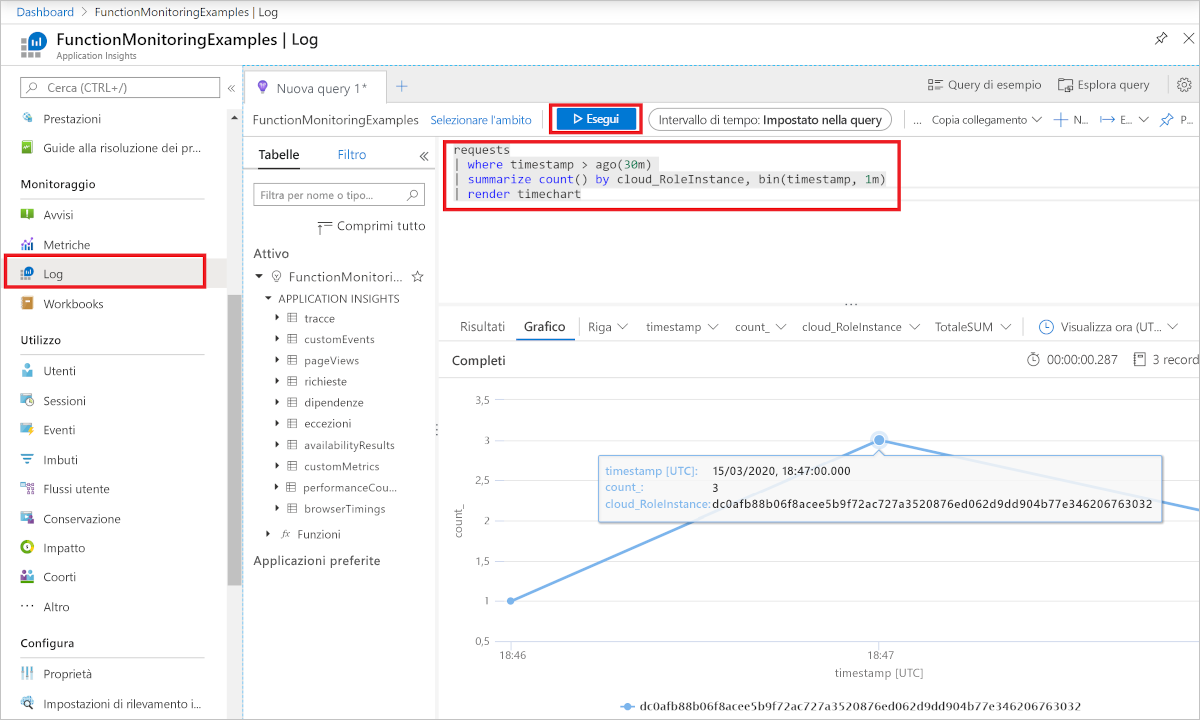 Dashboard > FunctionMonitoringExamples | Log
FunctionMonitoringExamples | Log
Application Insights
Cerca (CTRL+/)
«
Prestazioni
Guide alla risoluzione dei pr...
Monitoraggio
Avvisi
Metriche
Log
Workbooks
Utilizzo
Utenti
Sessioni
Eventi
Imbuti
Flussi utente
Conservazione
Impatto
Coorti
Altro
Configura
Proprietà
Impostazioni di rilevamento i...
Nuova query 1*
Query di esempio
Esplora query
FunctionMonitoringExamples
Selezionare l'ambito
Esegui
Intervallo di tempo: Impostato nella query
...
Copia collegamento
N...
E...
P...
Tabelle
Filtro
«
Filtra per nome o tipo...
Comprimi tutto
Attivo
FunctionMonitori...
APPLICATION INSIGHTS
tracce
customEvents
pageViews
richieste
dipendenze
eccezioni
availabilityResults
customMetrics
performanceCou...
browserTimings
fx Funzioni
Applicazioni preferite
requests
| where timestamp > ago(30m)
| summarize count() by cloud_RoleInstance, bin(timestamp, 1m)
| render timechart
Risultati
Grafico
Riga
timestamp
count_
cloud_RoleInstance
TotaleSUM
Visualizza ora (UT...
Completi
00:00:00.287
3 record
3,5
3
2,5
2
1,5
1
0,5
count_
timestamp [UTC]: 15/03/2020, 18:47:00.000
count_: 3
cloud_RoleInstance: dc0afb88b06f8acee5b9f72ac727a3520876ed062d9dd904b77e346206763032
18:46
18:47
timestamp [UTC]
dc0afb88b06f8acee5b9f72ac727a3520876ed062d9dd904b77e346206763032